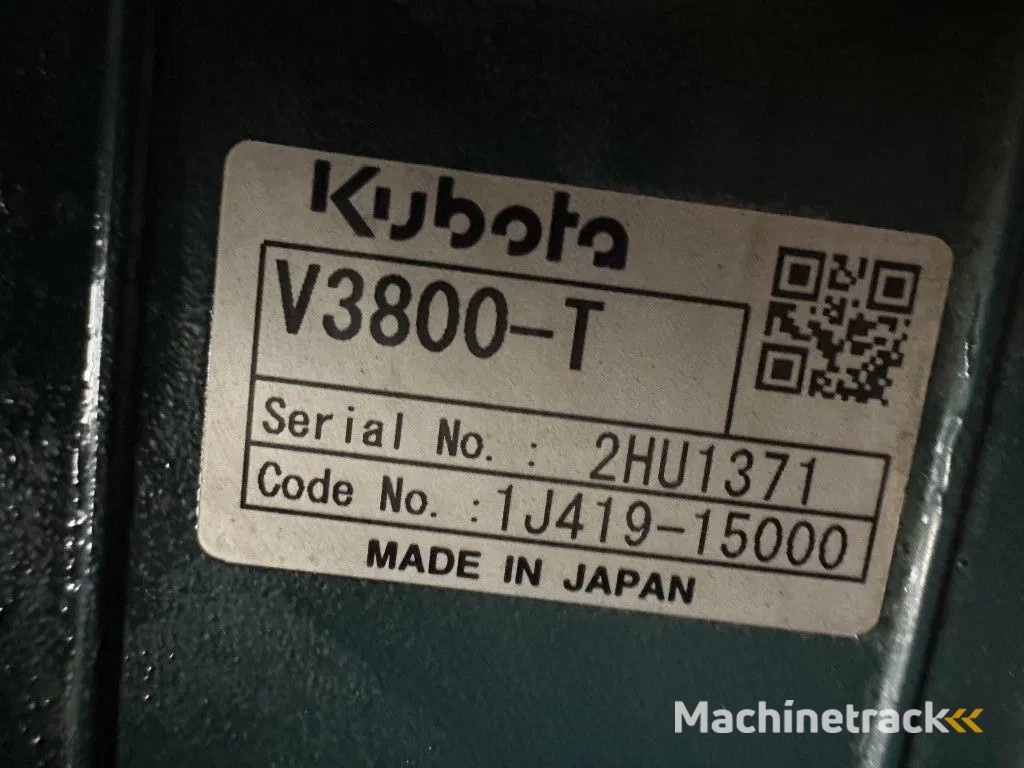 Kubota
V3800-T
Serial No. : 2HU1371
Code No. :1J419-15000
MADE IN JAPAN
Machinetrack